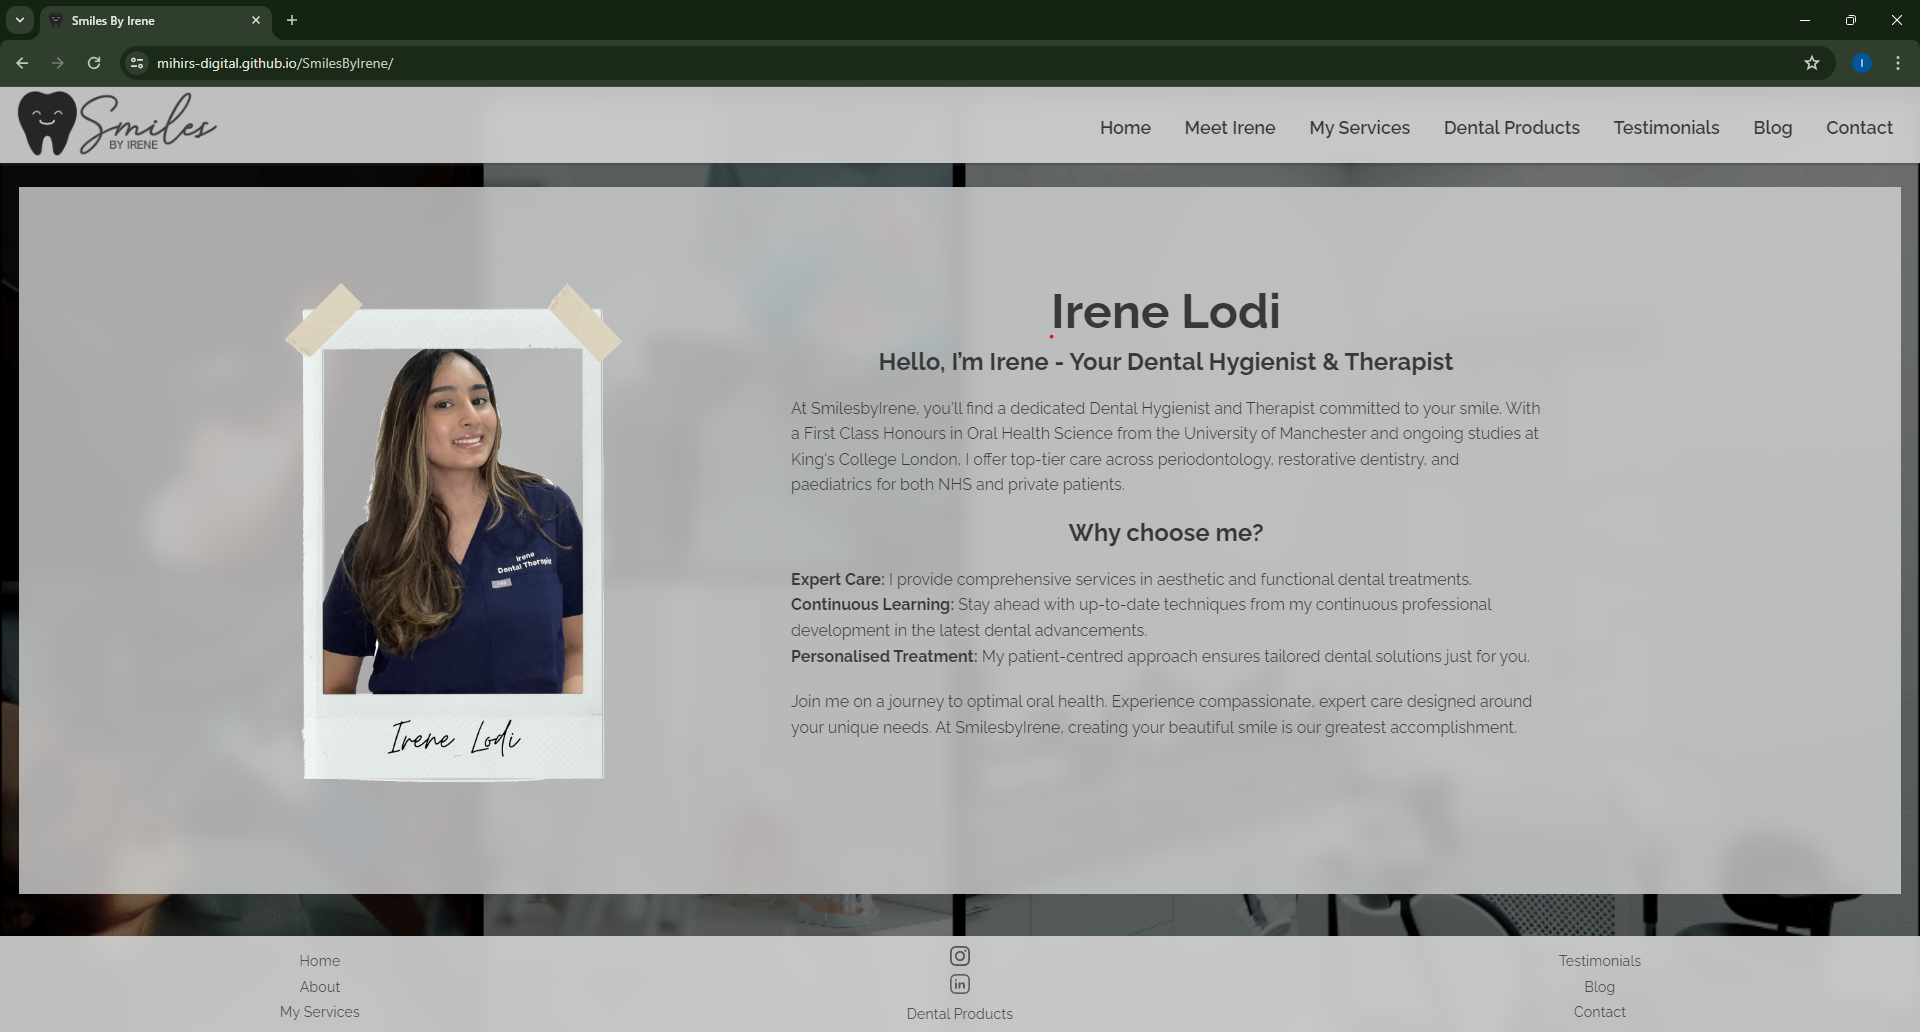 Smiles By Irene
mihirs-digital.github.io/SmilesByIrene/
I
Smiles
BY IRENE
Home
Meet Irene
My Services
Dental Products
Testimonials
Blog
Contact
Irene Lodi
Hello, I’m Irene - Your Dental Hygienist & Therapist
At SmilesbyIrene, you'll find a dedicated Dental Hygienist and Therapist committed to your smile. With
a First Class Honours in Oral Health Science from the University of Manchester and ongoing studies at
King's College London, I offer top-tier care across periodontology, restorative dentistry, and
paediatrics for both NHS and private patients.
Why choose me?
Expert Care: I provide comprehensive services in aesthetic and functional dental treatments.
Continuous Learning: Stay ahead with up-to-date techniques from my continuous professional
development in the latest dental advancements.
Personalised Treatment: My patient-centred approach ensures tailored dental solutions just for you.
Join me on a journey to optimal oral health. Experience compassionate, expert care designed around
your unique needs. At SmilesbyIrene, creating your beautiful smile is our greatest accomplishment.
Irene
Dental Therapist
Irene Lodi
Home
About
My Services
in
Dental Products
Testimonials
Blog
Contact